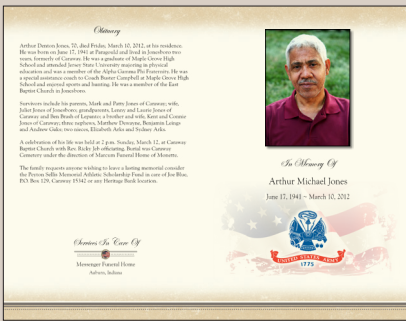 Obituary
Arthur Denton Jones, 70, died Friday, March 10, 2012, at his residence.
He was born on June 17, 1941 at Paragould and lived in Jonesboro two
years, formerly of Caraway. He was a graduate of Maple Grove High
School and attended Jersey State University majoring in physical
education and was a member of the Alpha Gamma Phi Fraternity. He was
a special assistance coach to Coach Buster Campbell at Maple Grove High
School and enjoyed sports and hunting. He was a member of the East
Baptist Church in Jonesboro.
Survivors include his parents, Mark and Patty Jones of Caraway; wife,
Juliet Jones of Jonesboro; grandparents, Lenny and Laurie Jones of
Caraway and Ben Brush of Lepanto; a brother and wife, Kent and Connie
Jones of Caraway; three nephews, Matthew Downs, Benjamin
and Andrew Gales; two nieces, Elizabeth Arks and Sydney Arks.
A celebration of his life was held at 2 p.m. Sunday, March 12, at Caraway
Baptist Church with Rev. Ricky Jeb officiating. Burial was Caraway
Cemetery under the direction of Marcom Funeral Home of Monette.
The family requests anyone wishing to leave a lasting memorial consider
the Payton Sellis Memorial Athletic Scholarship Fund in care of Joe Blue,
P.O. Box 129, Caraway 15342 or any Heritage Bank location.
Services In Care Of
Messenger Funeral Home
Auburn, Indiana
In Memory Of
Arthur Michael Jones
June 17, 1941 ~ March 10, 2012
UNITED STATES ARMY
1775